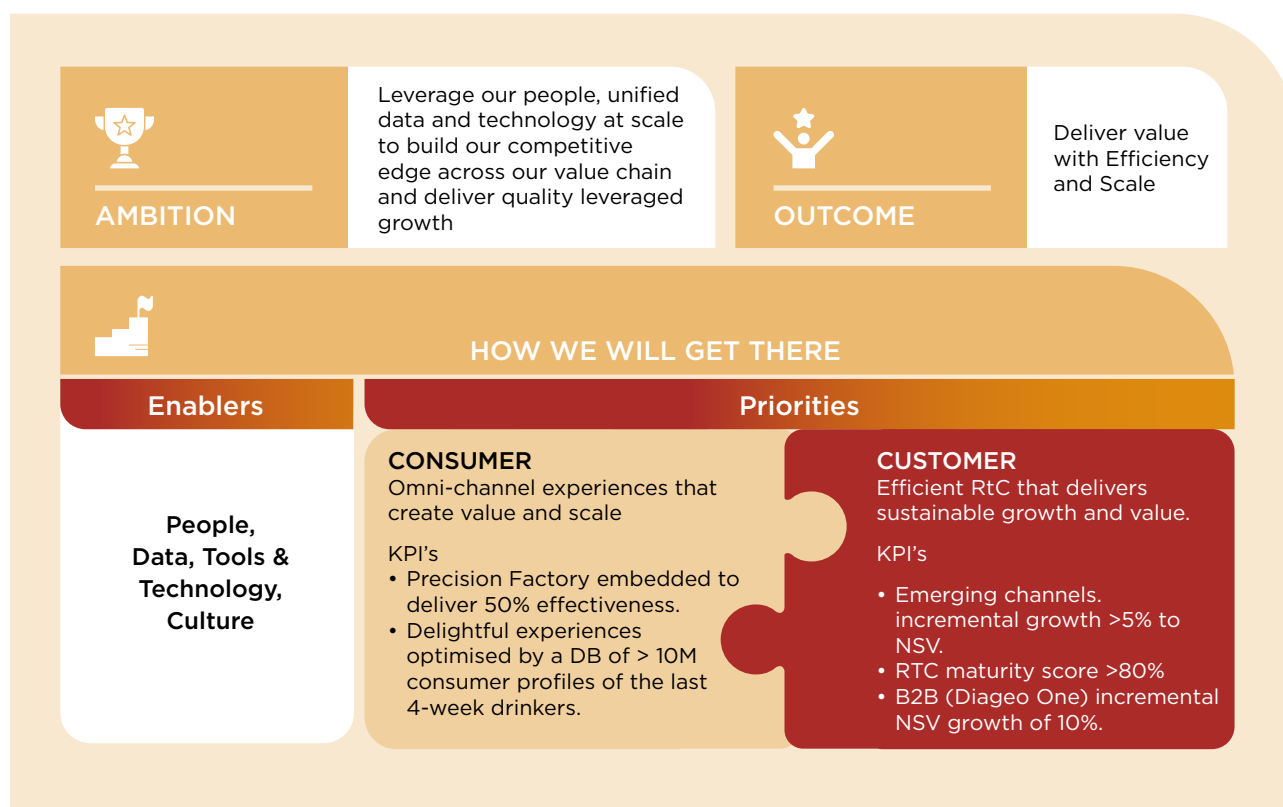 AMBITION
Leverage our people, unified
data and technology at scale
to build our competitive
edge across our value chain
and deliver quality leveraged
growth
OUTCOME
Deliver value
with Efficiency
and Scale
HOW WE WILL GET THERE
Enablers
People,
Data, Tools &
Technology,
Culture
Priorities
CONSUMER
Omni-channel experiences that
create value and scale
KPI’s
• Precision Factory embedded to
deliver 50% effectiveness.
• Delightful experiences
optimised by a DB of > 10M
consumer profiles of the last
4-week drinkers.
CUSTOMER
Efficient RtC that delivers
sustainable growth and value.
KPI’s
• Emerging channels.
incremental growth >5% to
NSV.
• RTC maturity score >80%
• B2B (Diageo One) incremental
NSV growth of 10%.